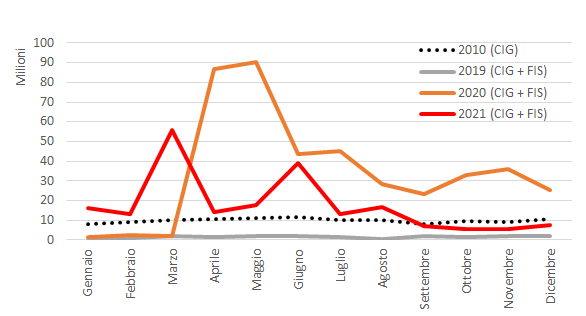 Milioni
100
90
80
70
60
50
40
30
20
10
0
2010 (CIG)
2019 (CIG + FIS)
2020 (CIG + FIS)
2021 (CIG + FIS)
Gennaio
Febbraio
Marzo
Aprile
Maggio
Giugno
Luglio
Agosto
Settembre
Ottobre
Novembre
Dicembre